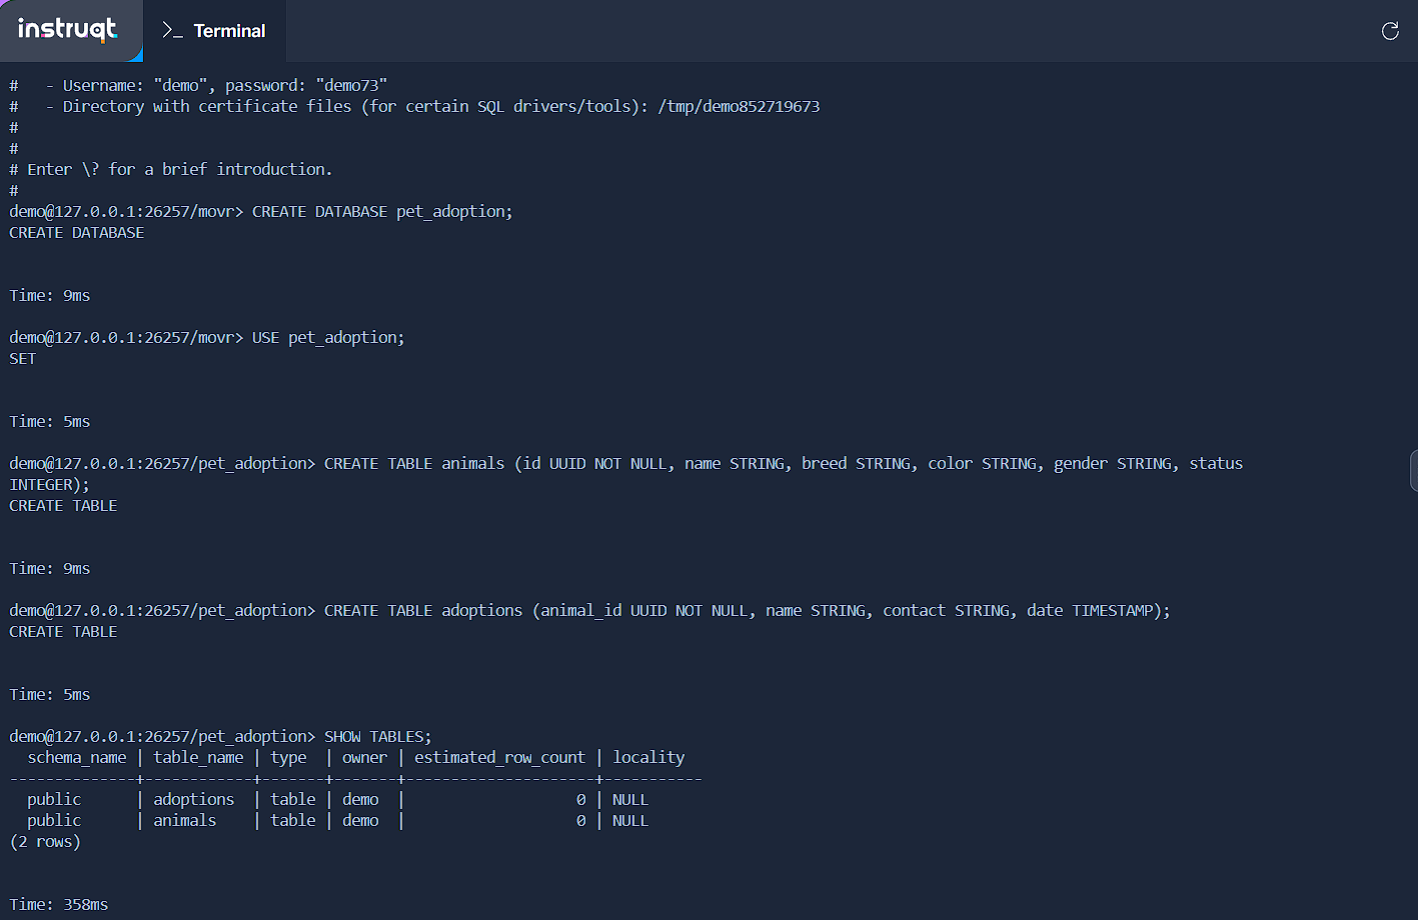 instruqt
>_ Terminal
#   - Username: "demo", password: "demo73"
#   - Directory with certificate files (for certain SQL drivers/tools): /tmp/demo852719673
#
#
# Enter \? for a brief introduction.
#
demo@127.0.0.1:26257/movr> CREATE DATABASE pet_adoption;
CREATE DATABASE
Time: 9ms
demo@127.0.0.1:26257/movr> USE pet_adoption;
SET
Time: 5ms
demo@127.0.0.1:26257/pet_adoption> CREATE TABLE animals (id UUID NOT NULL, name STRING, breed STRING, color STRING, gender STRING, status
INTEGER);
CREATE TABLE
Time: 9ms
demo@127.0.0.1:26257/pet_adoption> CREATE TABLE adoptions (animal_id UUID NOT NULL, name STRING, contact STRING, date TIMESTAMP);
CREATE TABLE
Time: 5ms
demo@127.0.0.1:26257/pet_adoption> SHOW TABLES;
  schema_name | table_name | type  | owner | estimated_row_count | locality
--------------+------------+-------+-------+---------------------+-----------
  public      | adoptions  | table | demo  |                   0 | NULL
  public      | animals    | table | demo  |                   0 | NULL
(2 rows)
Time: 358ms